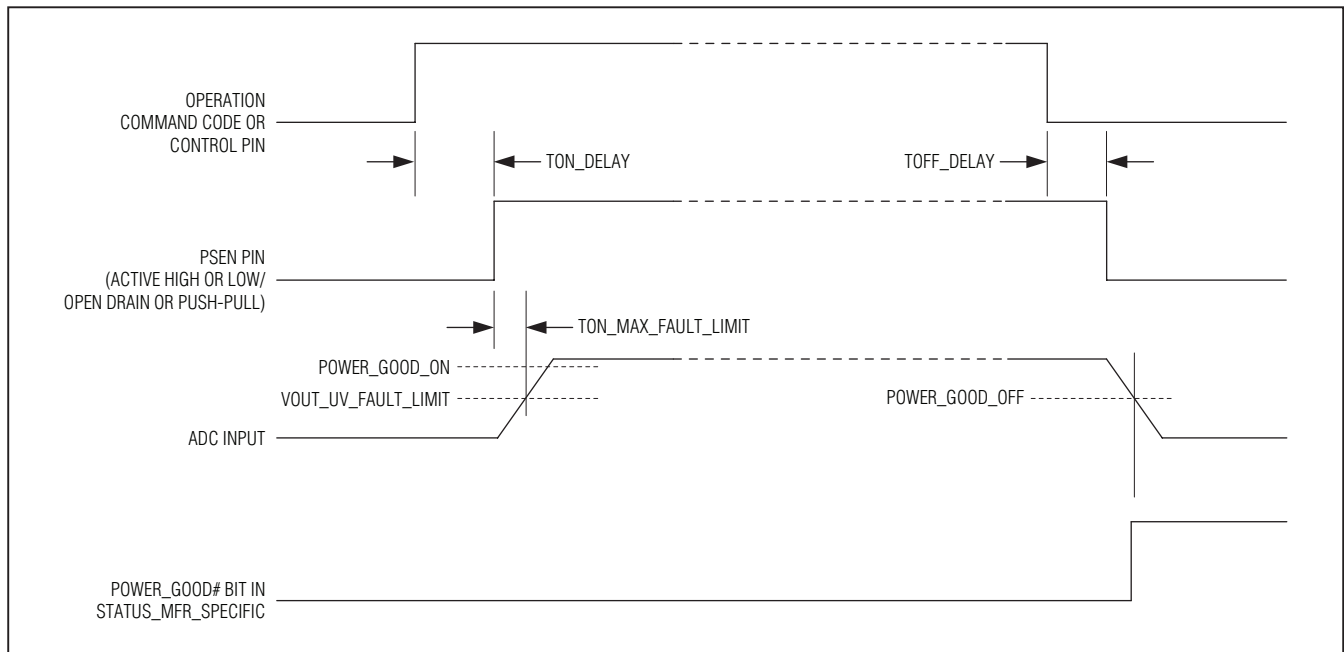 OPERATION
COMMAND CODE OR
CONTROL PIN
TON_DELAY
TOFF_DELAY
PSEN PIN
(ACTIVE HIGH OR LOW/
OPEN DRAIN OR PUSH-PULL)
TON_MAX_FAULT_LIMIT
POWER_GOOD_ON
VOUT_UV_FAULT_LIMIT
POWER_GOOD_OFF
ADC INPUT
POWER_GOOD# BIT IN
STATUS_MFR_SPECIFIC